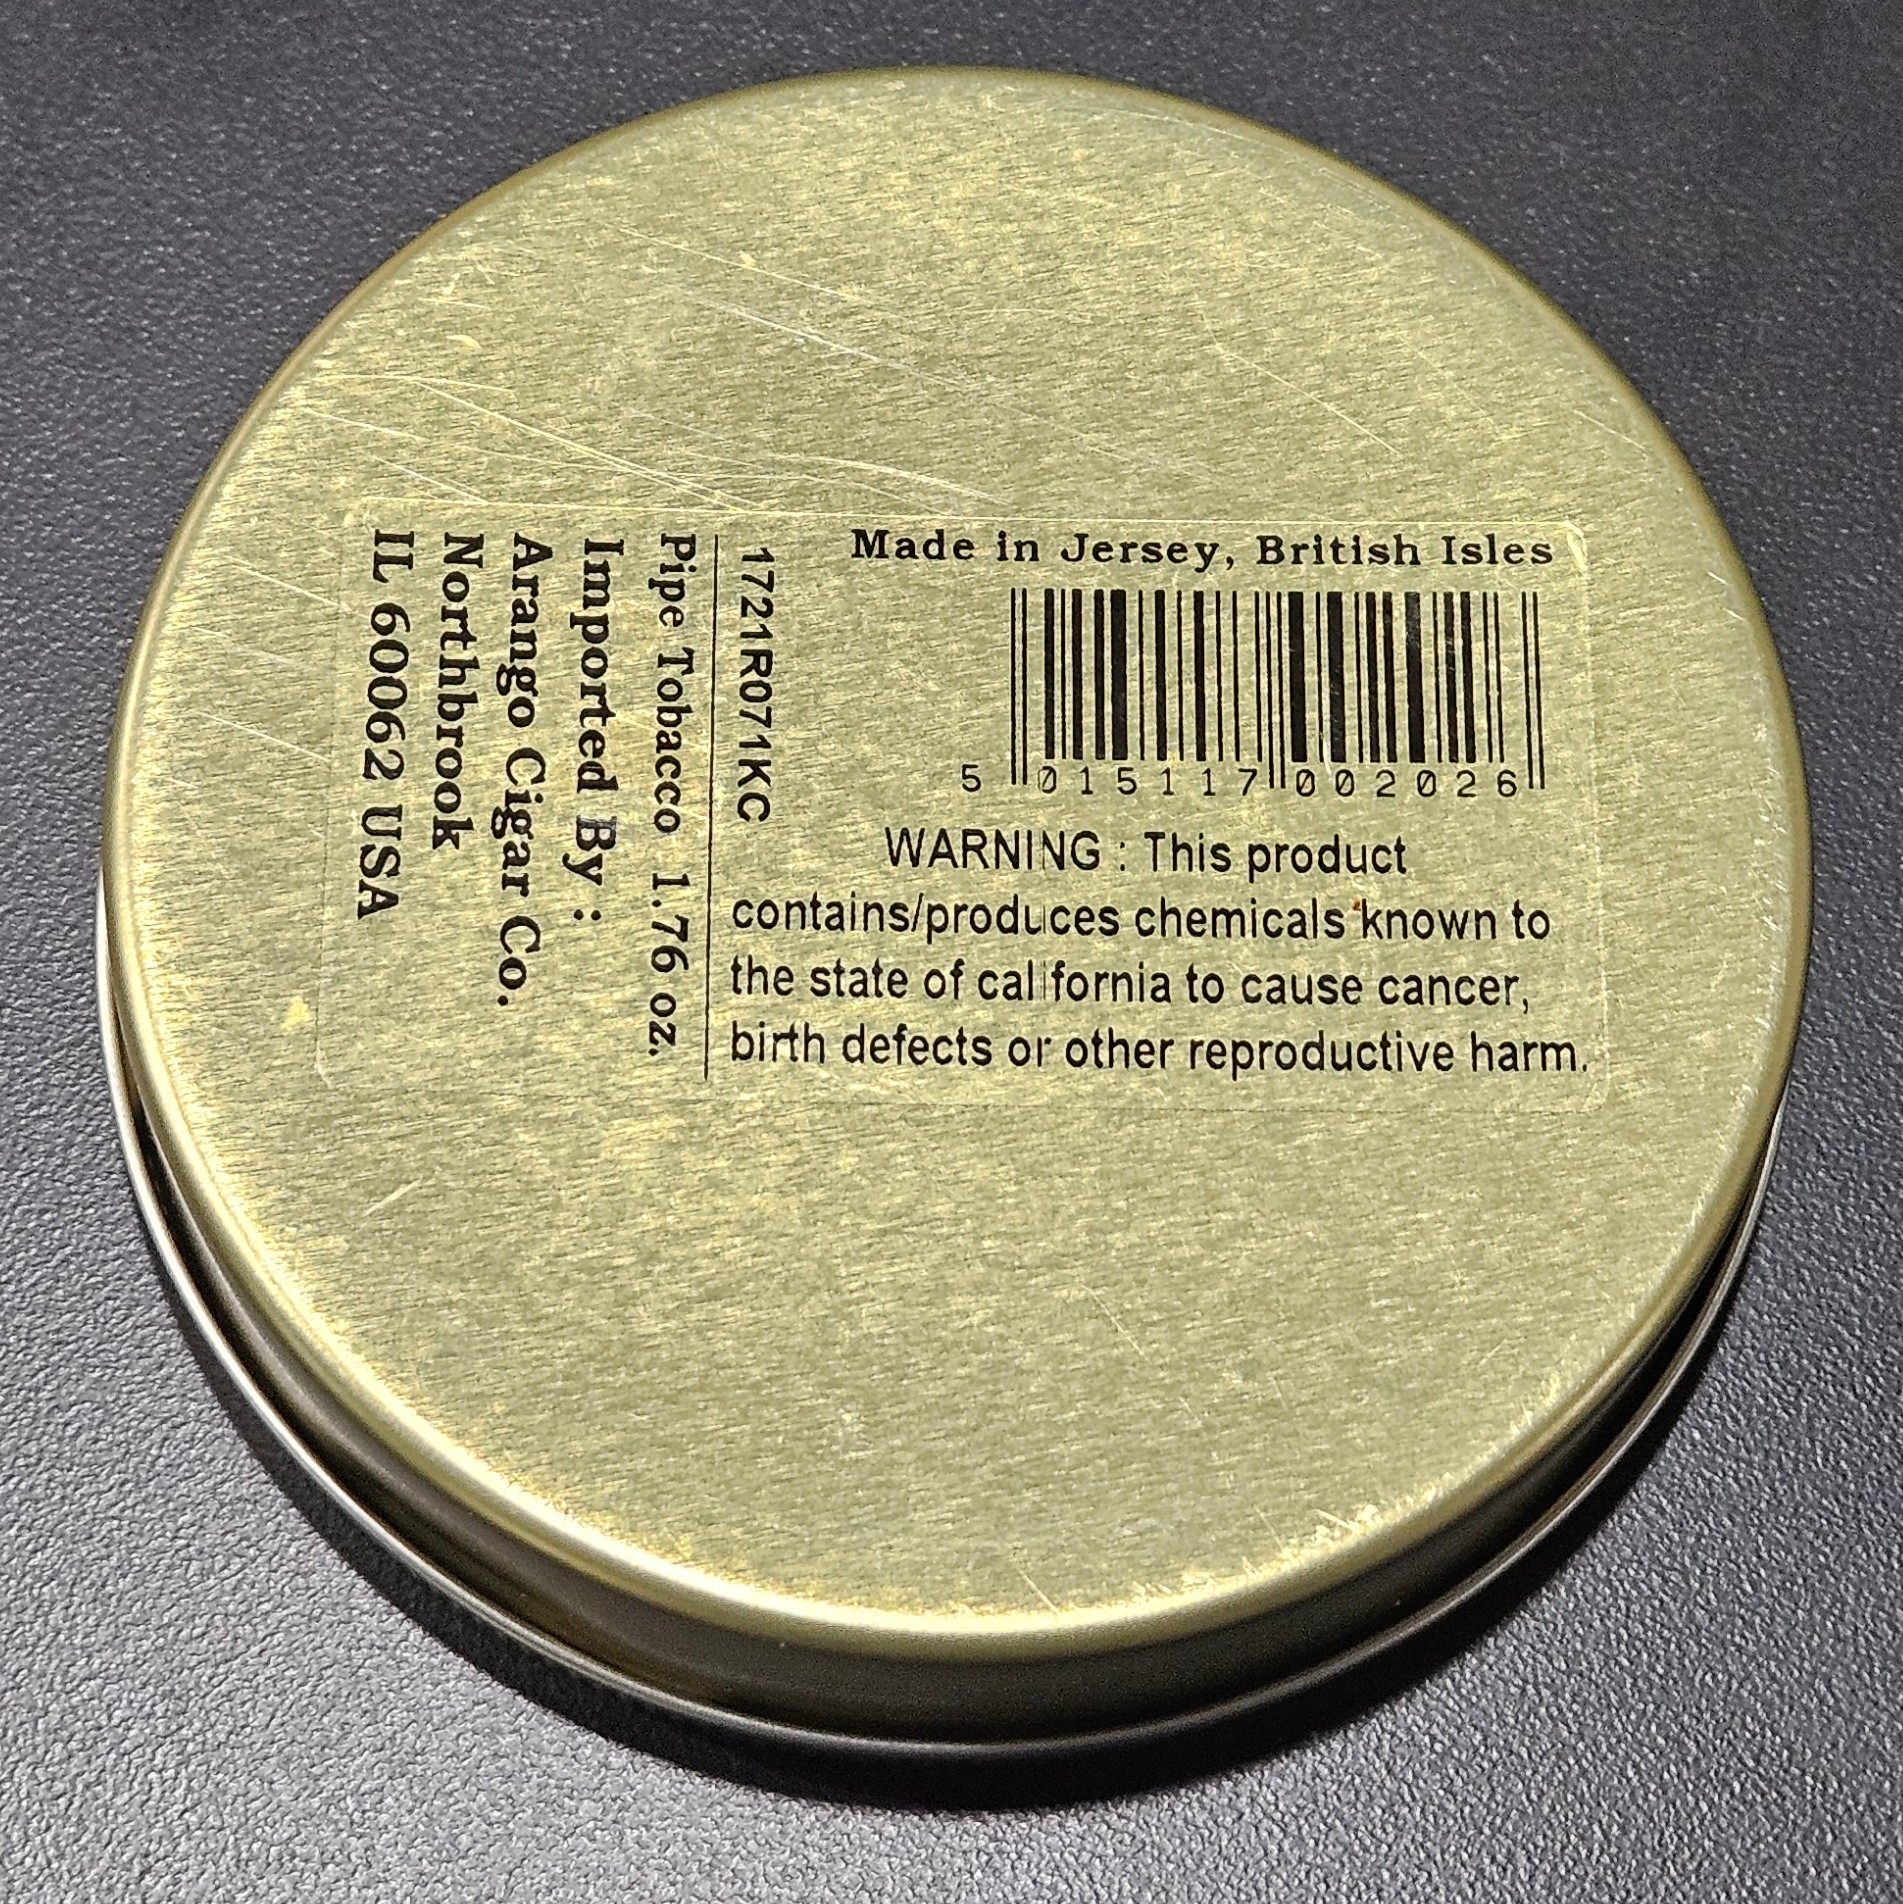 Made in Jersey, British Isles
5 015117 002026
WARNING : This product
contains/produces chemicals known to
the state of california to cause cancer,
birth defects or other reproductive harm.
1721R071KC
Pipe Tobacco 1.76 oz.
Imported By :
Arango Cigar Co.
Northbrook
IL 60062 USA